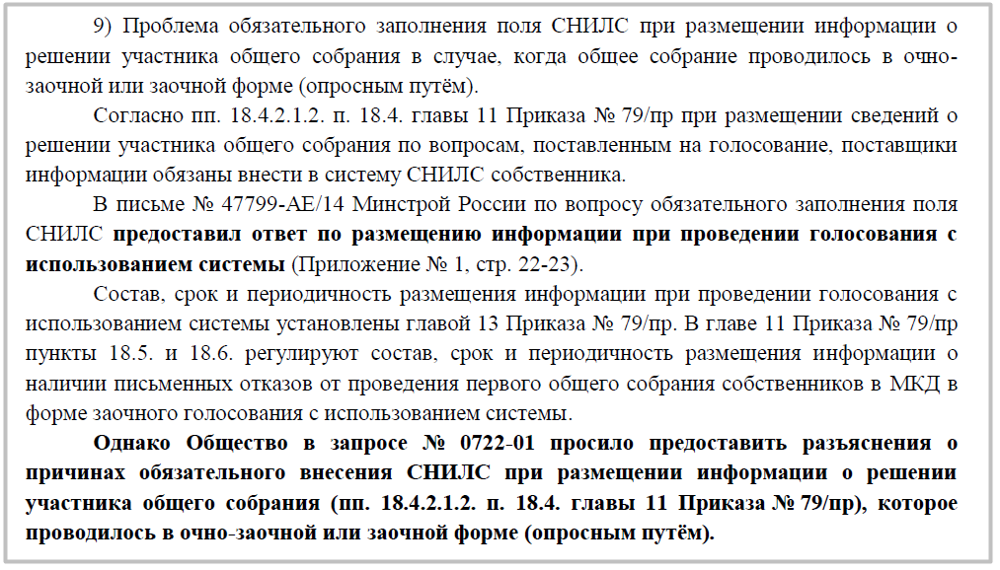 9) Проблема обязательного заполнения поля СНИЛС при размещении информации о
решении участника общего собрания в случае, когда общее собрание проводилось в очно-
заочной или заочной форме (опросным путём).
Согласно пп. 18.4.2.1.2. п. 18.4. главы 11 Приказа № 79/пр при размещении сведений о
решении участника общего собрания по вопросам, поставленным на голосование, поставщики
информации обязаны внести в систему СНИЛС собственника.
В письме № 47799-АЕ/14 Минстрой России по вопросу обязательного заполнения поля
СНИЛС предоставил ответ по размещению информации при проведении голосования с
использованием системы (Приложение № 1, стр. 22-23).
Состав, срок и периодичность размещения информации при проведении голосования с
использованием системы установлены главой 13 Приказа № 79/пр. В главе 11 Приказа № 79/пр
пункты 18.5. и 18.6. регулируют состав, срок и периодичность размещения информации о
наличии письменных отказов от проведения первого общего собрания собственников в МКД в
форме заочного голосования с использованием системы.
Однако Общество в запросе № 0722-01 просило предоставить разъяснения о
причинах обязательного внесения СНИЛС при размещении информации о решении
участника общего собрания (пп. 18.4.2.1.2. п. 18.4. главы 11 Приказа № 79/пр), которое
проводилось в очно-заочной или заочной форме (опросным путём).